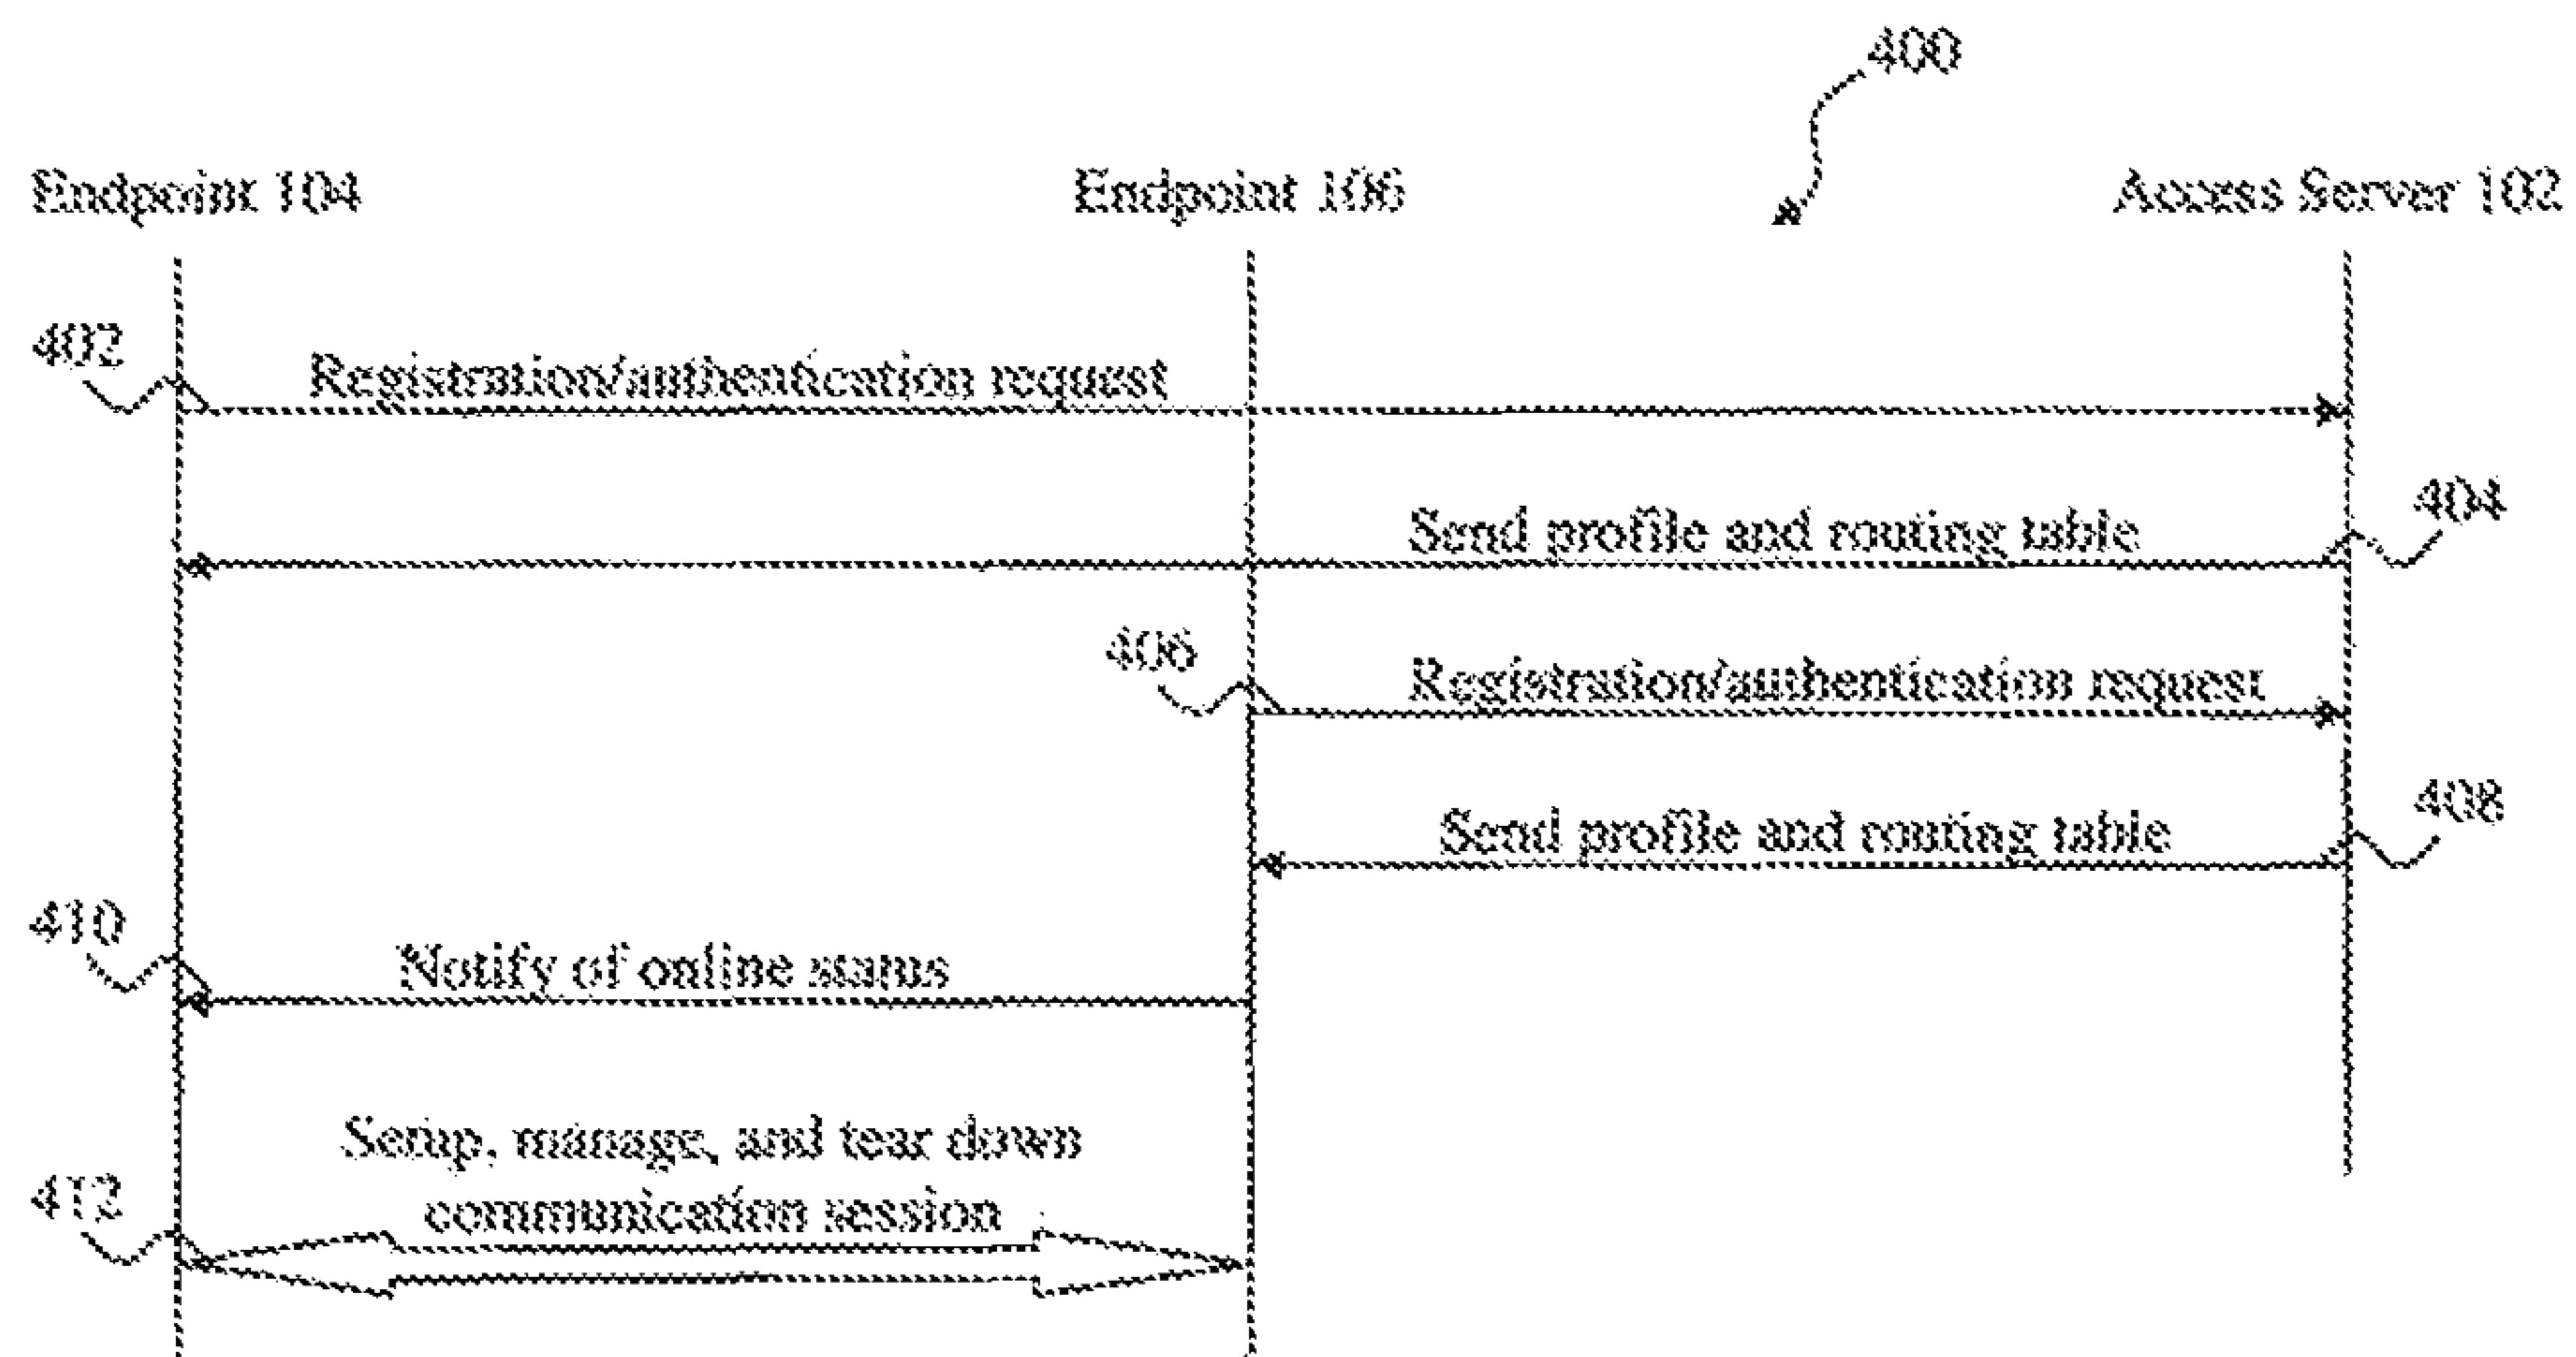 400
Endpoint 104
Endpoint 106
Access Server 102
402
Registration/authentication request
Send profile and routing table
404
406
Registration/authentication request
Send profile and routing table
408
410
Notify of online status
Setup, manage, and tear down
communication session
412